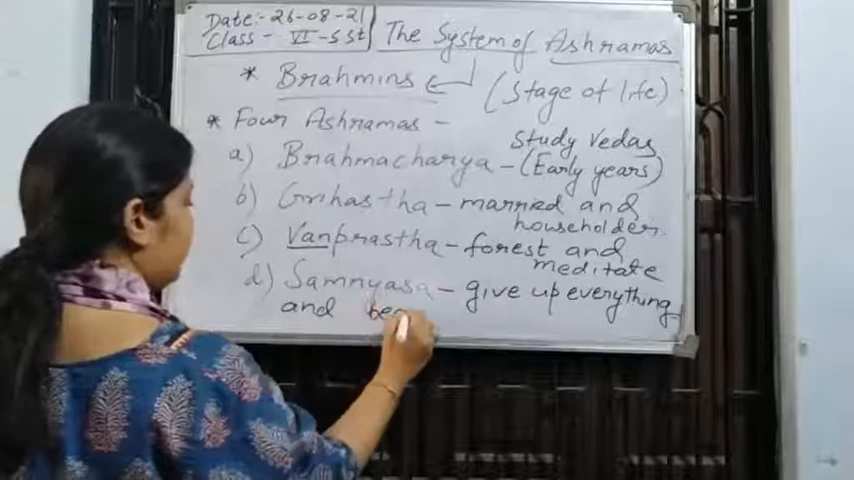 Date:- 26-08-21
Class - VI - SSt
The System of Ashramas
* Brahmins
(Stage of life)
* Four Ashramas -
a) Brahmacharya - (Early years)
study Vedas
b) Grihastha - married and
householder.
c) Vanprastha - forest and
meditate
d) Samnyasa - give up everything
and